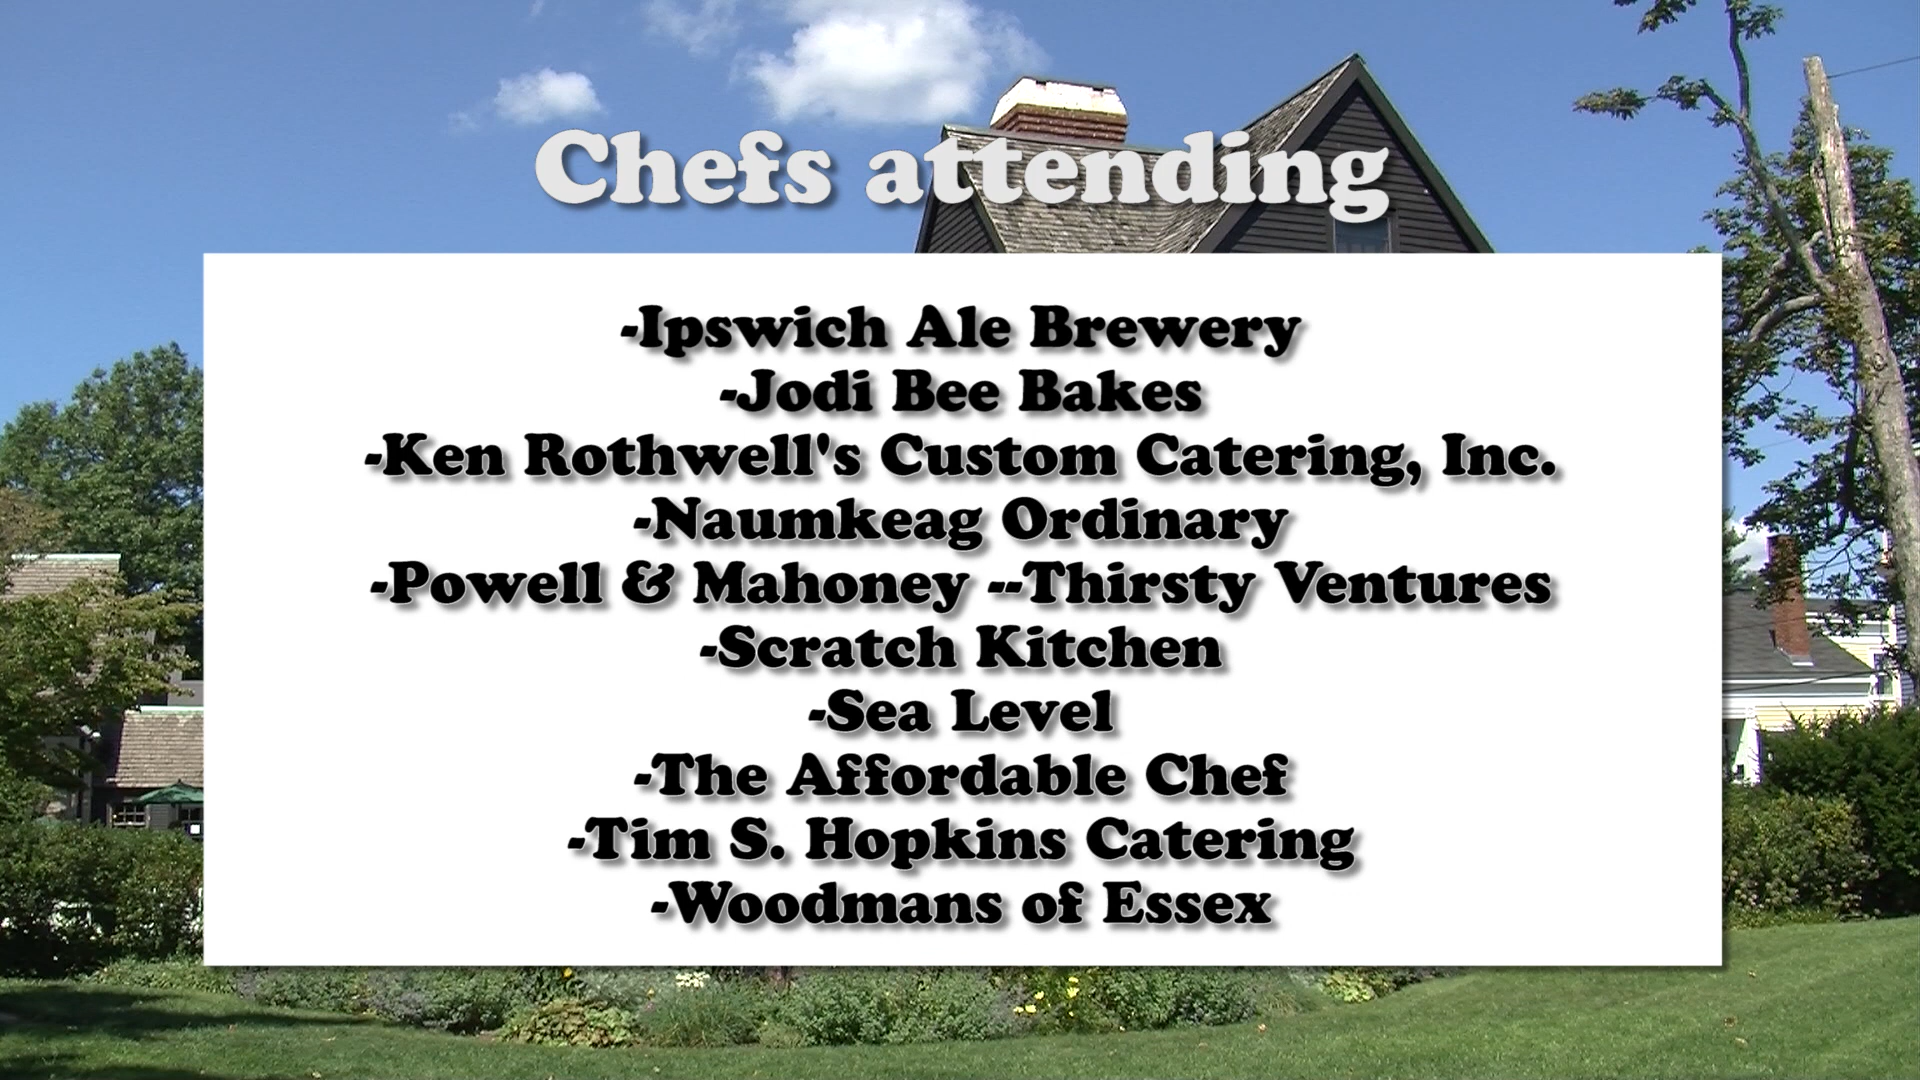 Chefs attending
-Ipswich Ale Brewery
-Jodi Bee Bakes
-Ken Rothwell's Custom Catering, Inc.
-Naumkeag Ordinary
-Powell & Mahoney --Thirsty Ventures
-Scratch Kitchen
-Sea Level
-The Affordable Chef
-Tim S. Hopkins Catering
-Woodmans of Essex